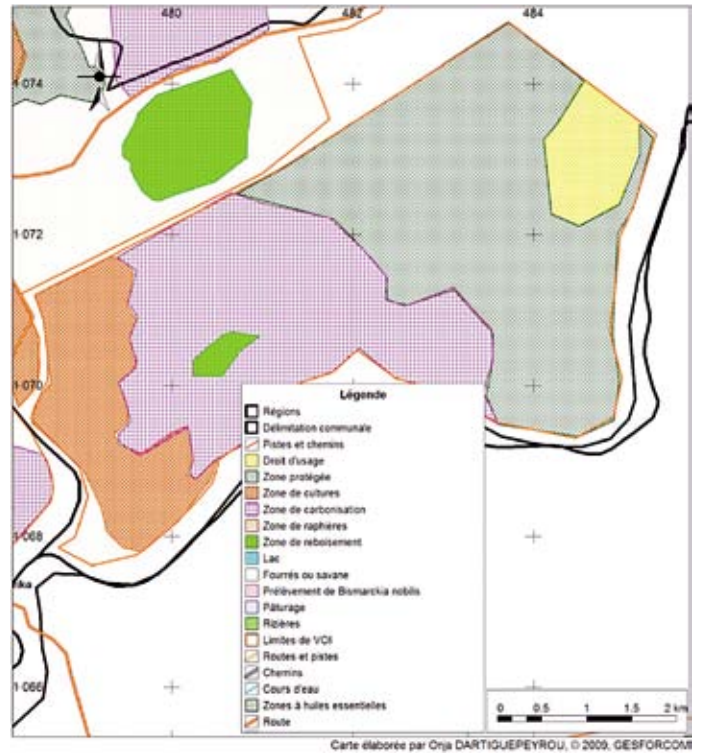 480 482 484
1 074
1 072
1 070
1 068
1 066
Légende
Régions
Délimitation communale
Pistes et chemins
Droit d'usage
Zone protégée
Zone de cultures
Zone de carbonisation
Zone de raphières
Zone de reboisement
Lac
Fourrés ou savane
Prélèvement de Bismarckia nobilis
Pâturage
Rizières
Limites de VOI
Routes et pistes
Chemins
Cours d'eau
Zones à huiles essentielles
Route
0 0.5 1 1.5 2 km
Carte élaborée par Onja DARTIGUEPEYROU, © 2009, GESFORCOM